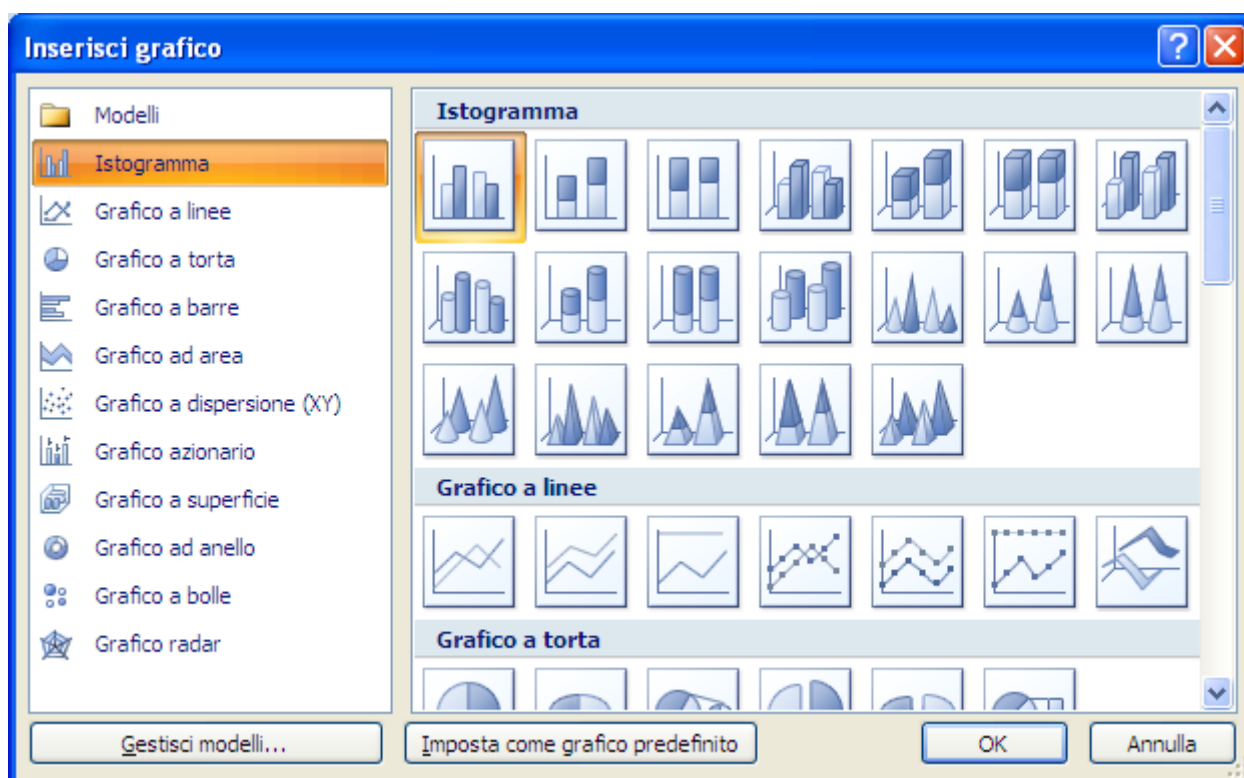 Inserisci grafico
Modelli
Istogramma
Grafico a linee
Grafico a torta
Grafico a barre
Grafico ad area
Grafico a dispersione (XY)
Grafico azionario
Grafico a superficie
Grafico ad anello
Grafico a bolle
Grafico radar
Istogramma
Grafico a linee
Grafico a torta
Gestisci modelli...
Imposta come grafico predefinito
OK
Annulla